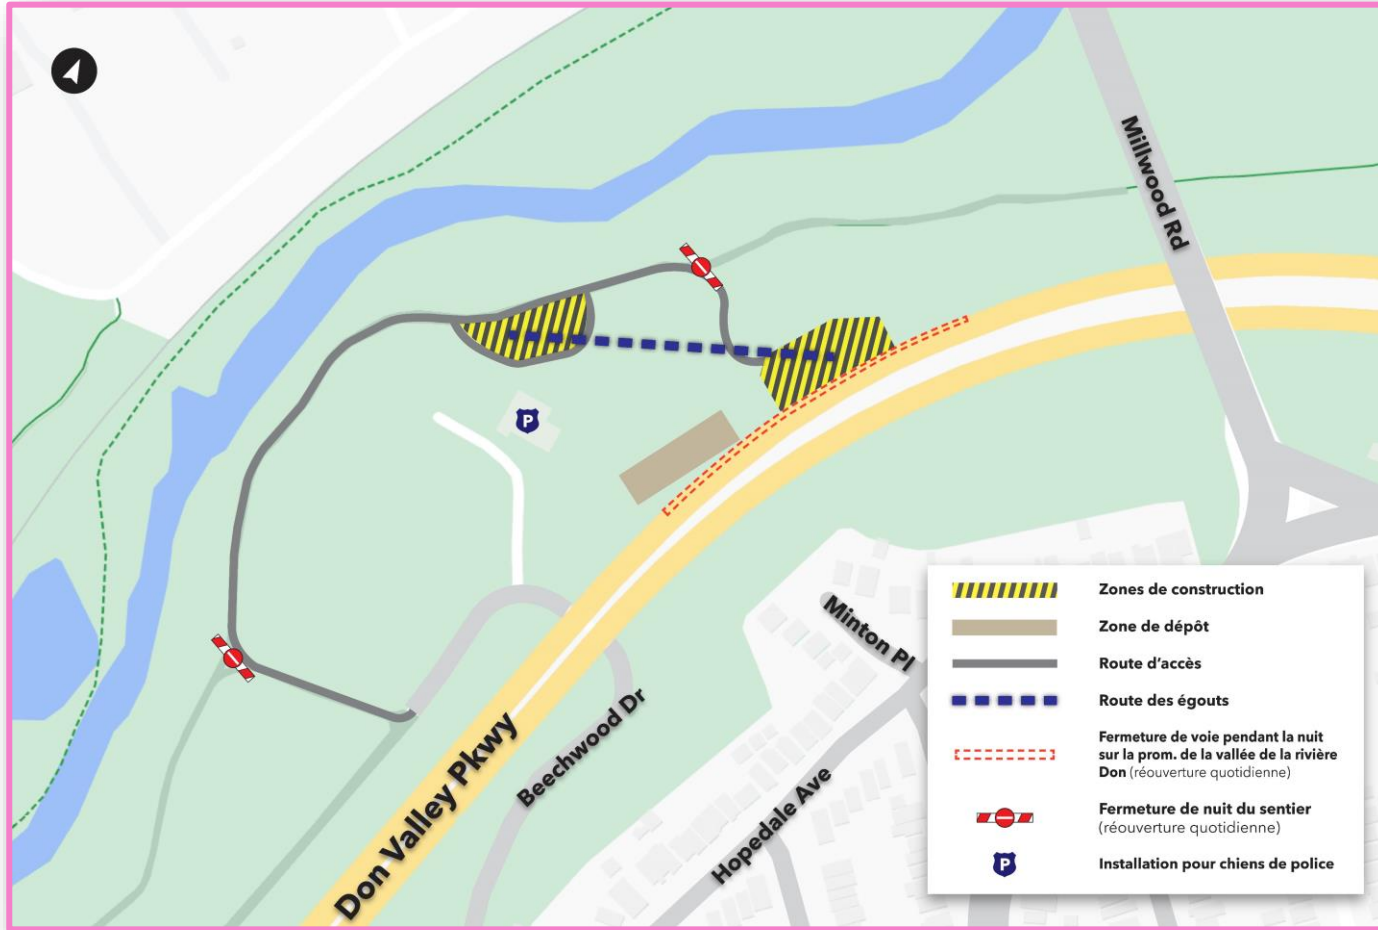 Millwood Rd
P
Minton Pl
Beechwood Dr
Don Valley Pkwy
Hopedale Ave
Zones de construction
Zone de dépôt
Route d'accès
Route des égouts
Fermeture de voie pendant la nuit
sur la prom. de la vallée de la rivière
Don (réouverture quotidienne)
Fermeture de nuit du sentier
(réouverture quotidienne)
P
Installation pour chiens de police